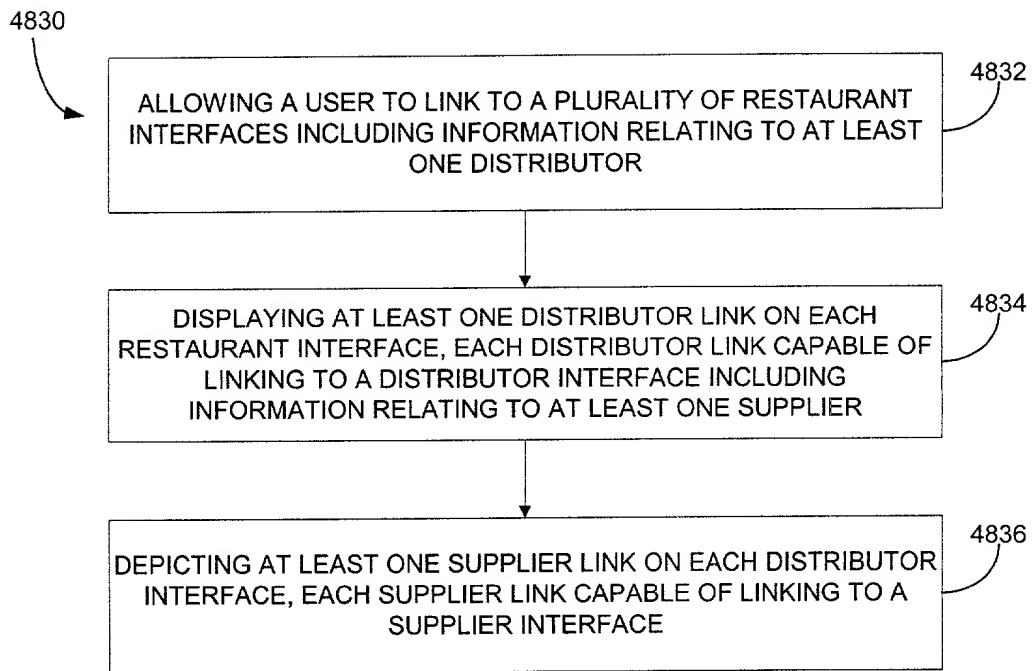 4830
4832
ALLOWING A USER TO LINK TO A PLURALITY OF RESTAURANT
INTERFACES INCLUDING INFORMATION RELATING TO AT LEAST
ONE DISTRIBUTOR
4834
DISPLAYING AT LEAST ONE DISTRIBUTOR LINK ON EACH
RESTAURANT INTERFACE, EACH DISTRIBUTOR LINK CAPABLE OF
LINKING TO A DISTRIBUTOR INTERFACE INCLUDING
INFORMATION RELATING TO AT LEAST ONE SUPPLIER
4836
DEPICTING AT LEAST ONE SUPPLIER LINK ON EACH DISTRIBUTOR
INTERFACE, EACH SUPPLIER LINK CAPABLE OF LINKING TO A
SUPPLIER INTERFACE